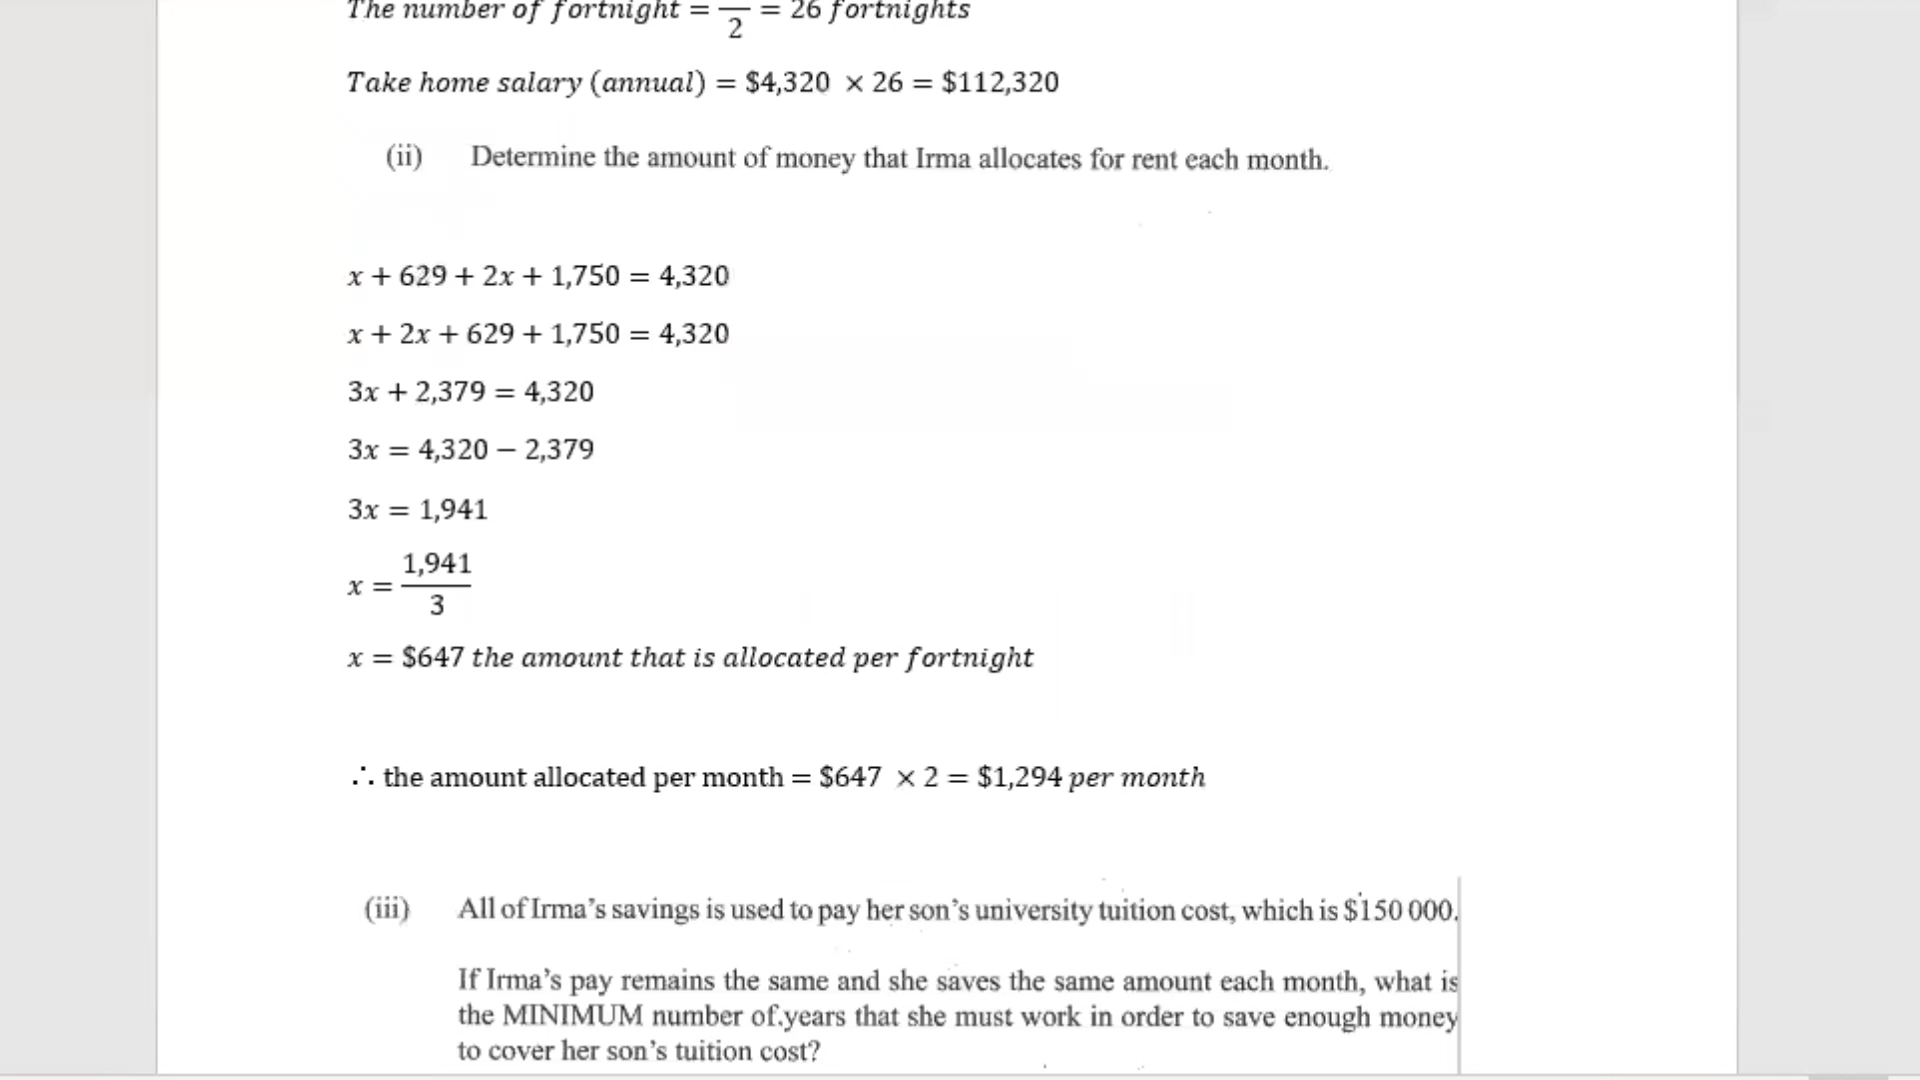 The number of fortnight = — / 2 = 26 fortnights
Take home salary (annual) = $4,320 × 26 = $112,320
(ii) Determine the amount of money that Irma allocates for rent each month.
x + 629 + 2x + 1,750 = 4,320
x + 2x + 629 + 1,750 = 4,320
3x + 2,379 = 4,320
3x = 4,320 − 2,379
3x = 1,941
x = 1,941 / 3
x = $647 the amount that is allocated per fortnight
∴ the amount allocated per month = $647 × 2 = $1,294 per month
(iii) All of Irma's savings is used to pay her son's university tuition cost, which is $150 000.
If Irma's pay remains the same and she saves the same amount each month, what is
the MINIMUM number of.years that she must work in order to save enough money
to cover her son's tuition cost?